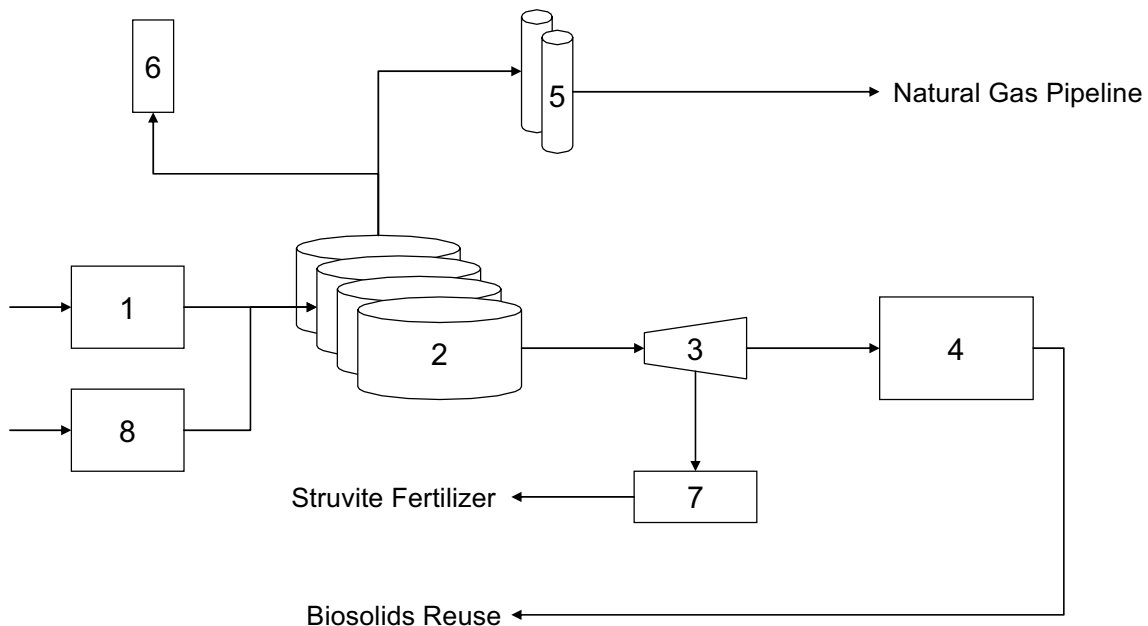 6
5
Natural Gas Pipeline
1
2
3
4
8
7
Struvite Fertilizer
Biosolids Reuse